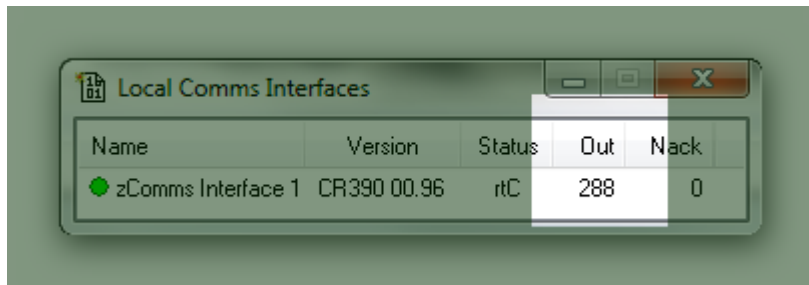 Local Comms Interfaces
Name Version Status Out Nack
zComms Interface 1 CR390 00.96 rtC 288 0